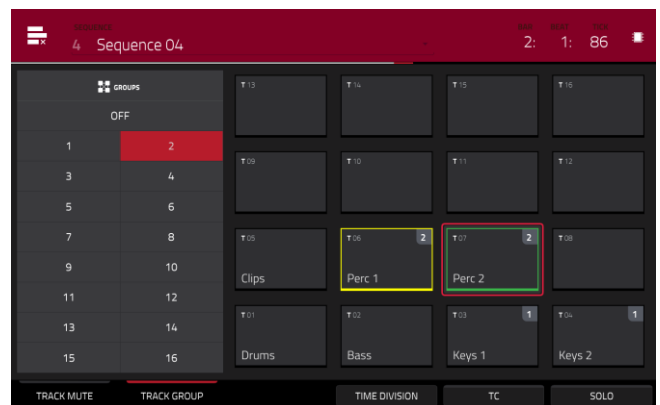 SEQUENCE
4 Sequence 04
BAR BEAT TICK
2: 1: 86
GROUPS
OFF
1 2
3 4
5 6
7 8
9 10
11 12
13 14
15 16
T 13 T 14 T 15 T 16
T 09 T 10 T 11 T 12
T 05 T 06 2 T 07 2 T 08
Clips Perc 1 Perc 2
T 01 T 02 T 03 1 T 04 1
Drums Bass Keys 1 Keys 2
TRACK MUTE TRACK GROUP TIME DIVISION TC SOLO